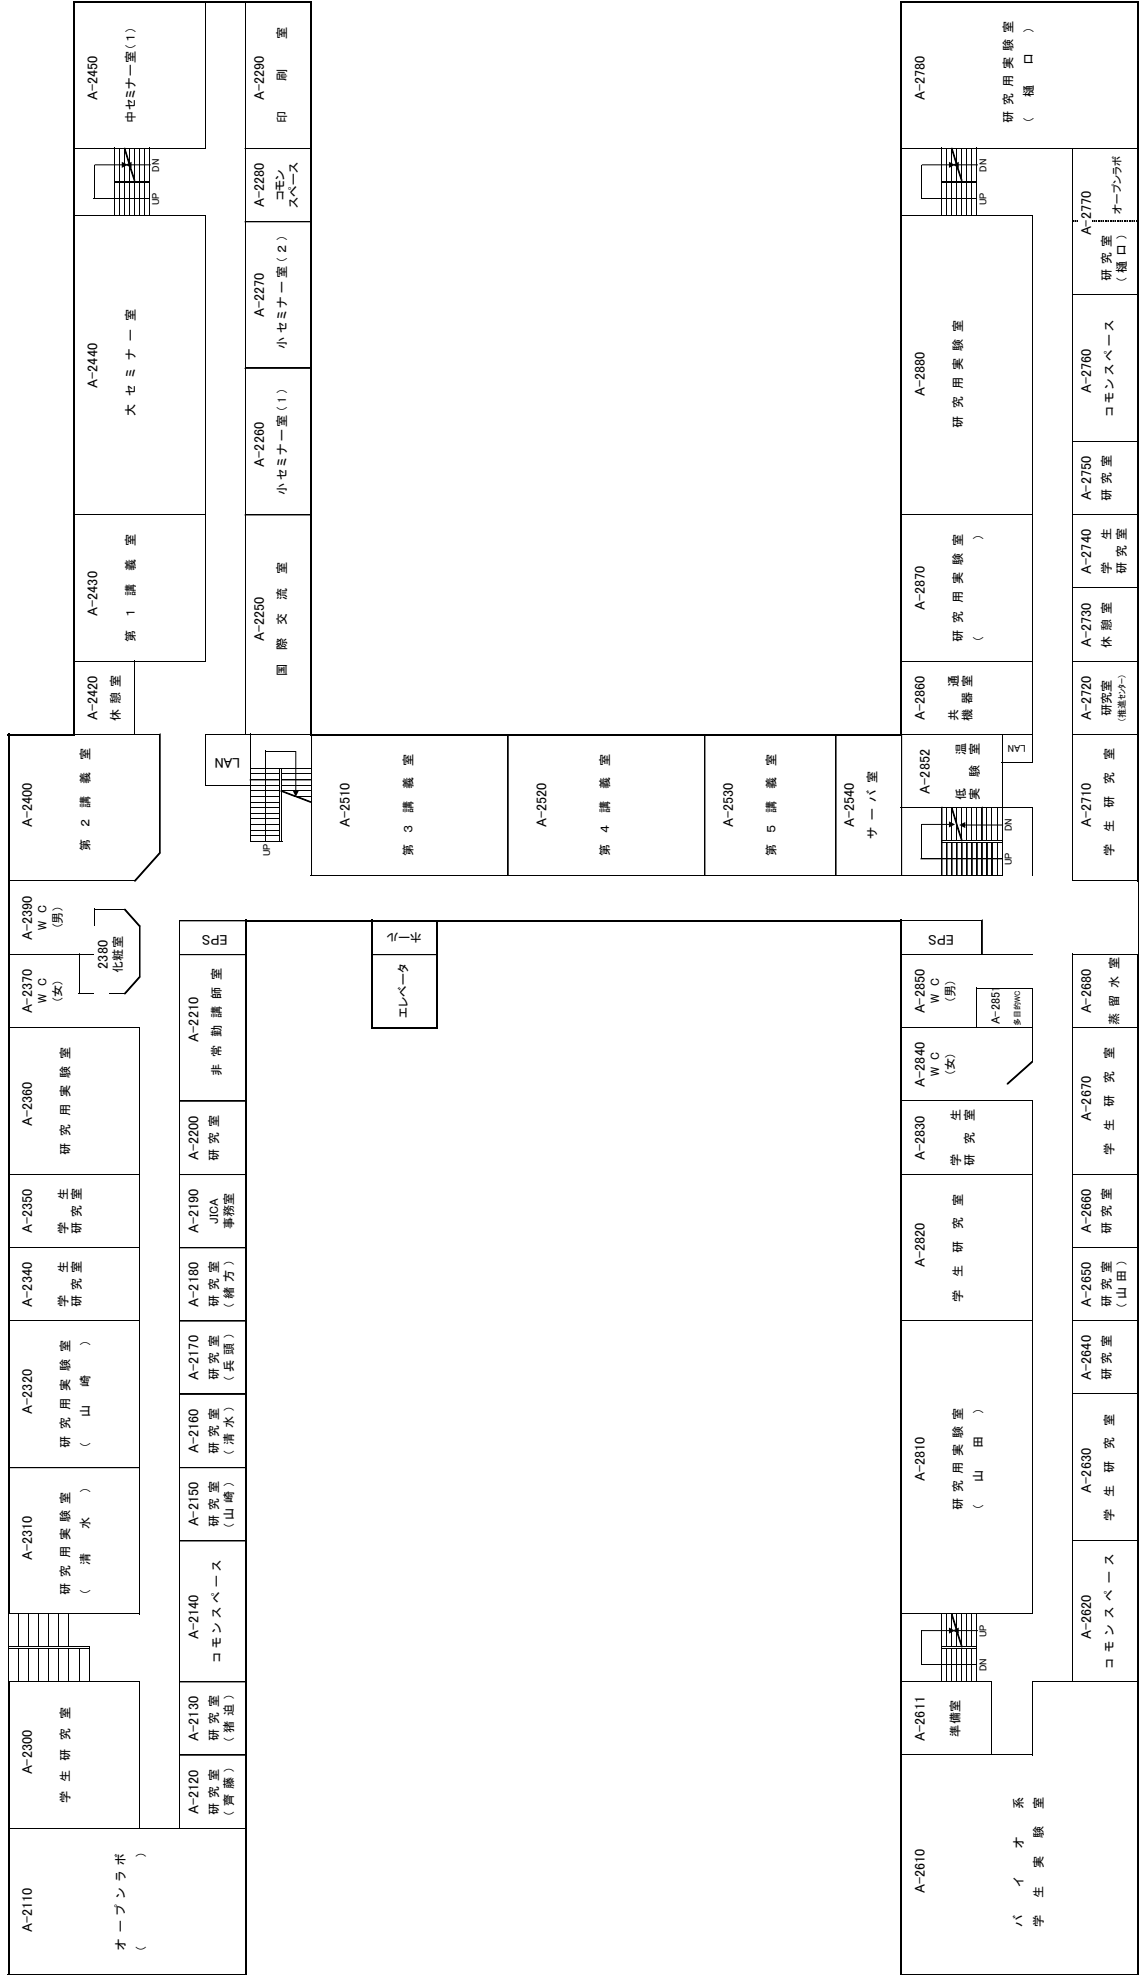 A-2450
中セミナー室(1)
A-2290
印刷室
UP
DN
A-2280
コモン
スペース
A-2440
大セミナー室
A-2270
小セミナー室(2)
A-2260
小セミナー室(1)
A-2430
第1講義室
A-2250
国際交流室
A-2420
休憩室
A-2400
第2講義室
LAN
UP
A-2510
第3講義室
A-2520
第4講義室
A-2530
第5講義室
A-2540
サーバ室
A-2780
研究用実験室
(樋口)
UP
DN
A-2770
オープンラボ
研究室
(樋口)
A-2880
研究用実験室
A-2760
コモンスペース
A-2750
研究室
A-2870
研究用実験室
( )
A-2740
学生
研究室
A-2730
休憩室
A-2860
共通
機器室
A-2720
研究室
(推進センター)
A-2852
低温
実験室
LAN
UP
DN
A-2710
学生研究室
A-2390
WC
(男)
2380
化粧室
A-2370
WC
(女)
EPS
A-2210
非常勤講師室
ホール
エレベータ
A-2360
研究用実験室
A-2200
研究室
A-2350
学生
研究室
A-2190
JICA
事務室
A-2340
学生
研究室
A-2180
研究室
(緒方)
A-2320
研究用実験室
(山崎)
A-2170
研究室
(兵頭)
A-2160
研究室
(清水)
A-2310
研究用実験室
(清水)
A-2150
研究室
(山崎)
A-2140
コモンスペース
A-2300
学生研究室
A-2130
研究室
(猪迫)
A-2120
研究室
(齊藤)
A-2110
オープンラボ
( )
EPS
A-2850
WC
(男)
A-2851
多目的WC
A-2680
蒸留水室
A-2840
WC
(女)
A-2670
学生研究室
A-2830
学生
研究室
A-2820
学生研究室
A-2660
研究室
A-2650
研究室
(山田)
A-2810
研究用実験室
(山田)
A-2640
研究室
A-2630
学生研究室
DN
UP
A-2620
コモンスペース
A-2611
準備室
A-2610
バイオ系
学生実験室